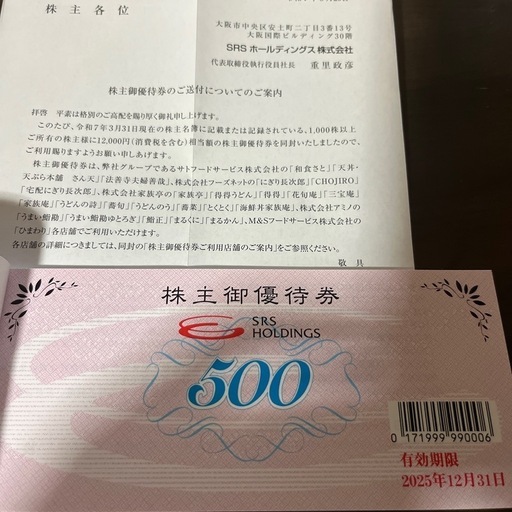 株 主 各 位
大阪市中央区安土町二丁目3番13号
大阪国際ビルディング30階
SRSホールディングス株式会社
代表取締役執行役員社長 重里政彦
株主御優待券のご送付についてのご案内
拝啓 平素は格別のご高配を賜り厚く御礼申し上げます。
このたび、令和7年3月31日現在の株主名簿に記載または記録されている、1,000株以上
ご所有の株主様に12,000円(消費税を含む)相当額の株主御優待券を同封いたしましたので、
ご利用賜りますようお願い申しあげます。
株主御優待券は、弊社グループであるサトフードサービス株式会社の「和食さと」「天丼・
天ぷら本舗 さん天」「法善寺夫婦善哉」、株式会社フーズネットの「にぎり長次郎」「CHOJIRO」
「宅配にぎり長次郎」、株式会社家族亭の「家族亭」「得得うどん」「得得」「花旬庵」「三宝庵」
「家族庵」「うどんの詩」「蕎旬」「うどんのう」「蕎菜」「とくとく」「海鮮丼家族庵」、株式会社アミノの
「うまい鮨勘」「うまい鮨勘ゆとろぎ」「鮨正」「まるくに」「まるかん」、M&Sフードサービス株式会社の
「ひまわり」各店舗でご利用いただけます。
各店舗の詳細につきましては、同封の「株主御優待券ご利用店舗のご案内」をご参照ください。
敬 具
株主御優待券
SRS
HOLDINGS
500
0 171999 990006
有効期限
2025年12月31日